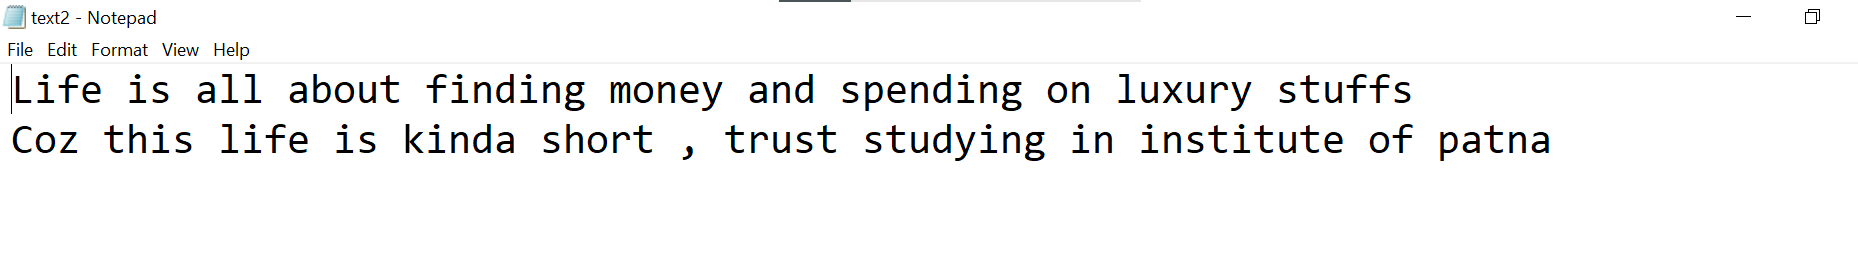 text2 - Notepad
File Edit Format View Help
Life is all about finding money and spending on luxury stuffs
Coz this life is kinda short , trust studying in institute of patna